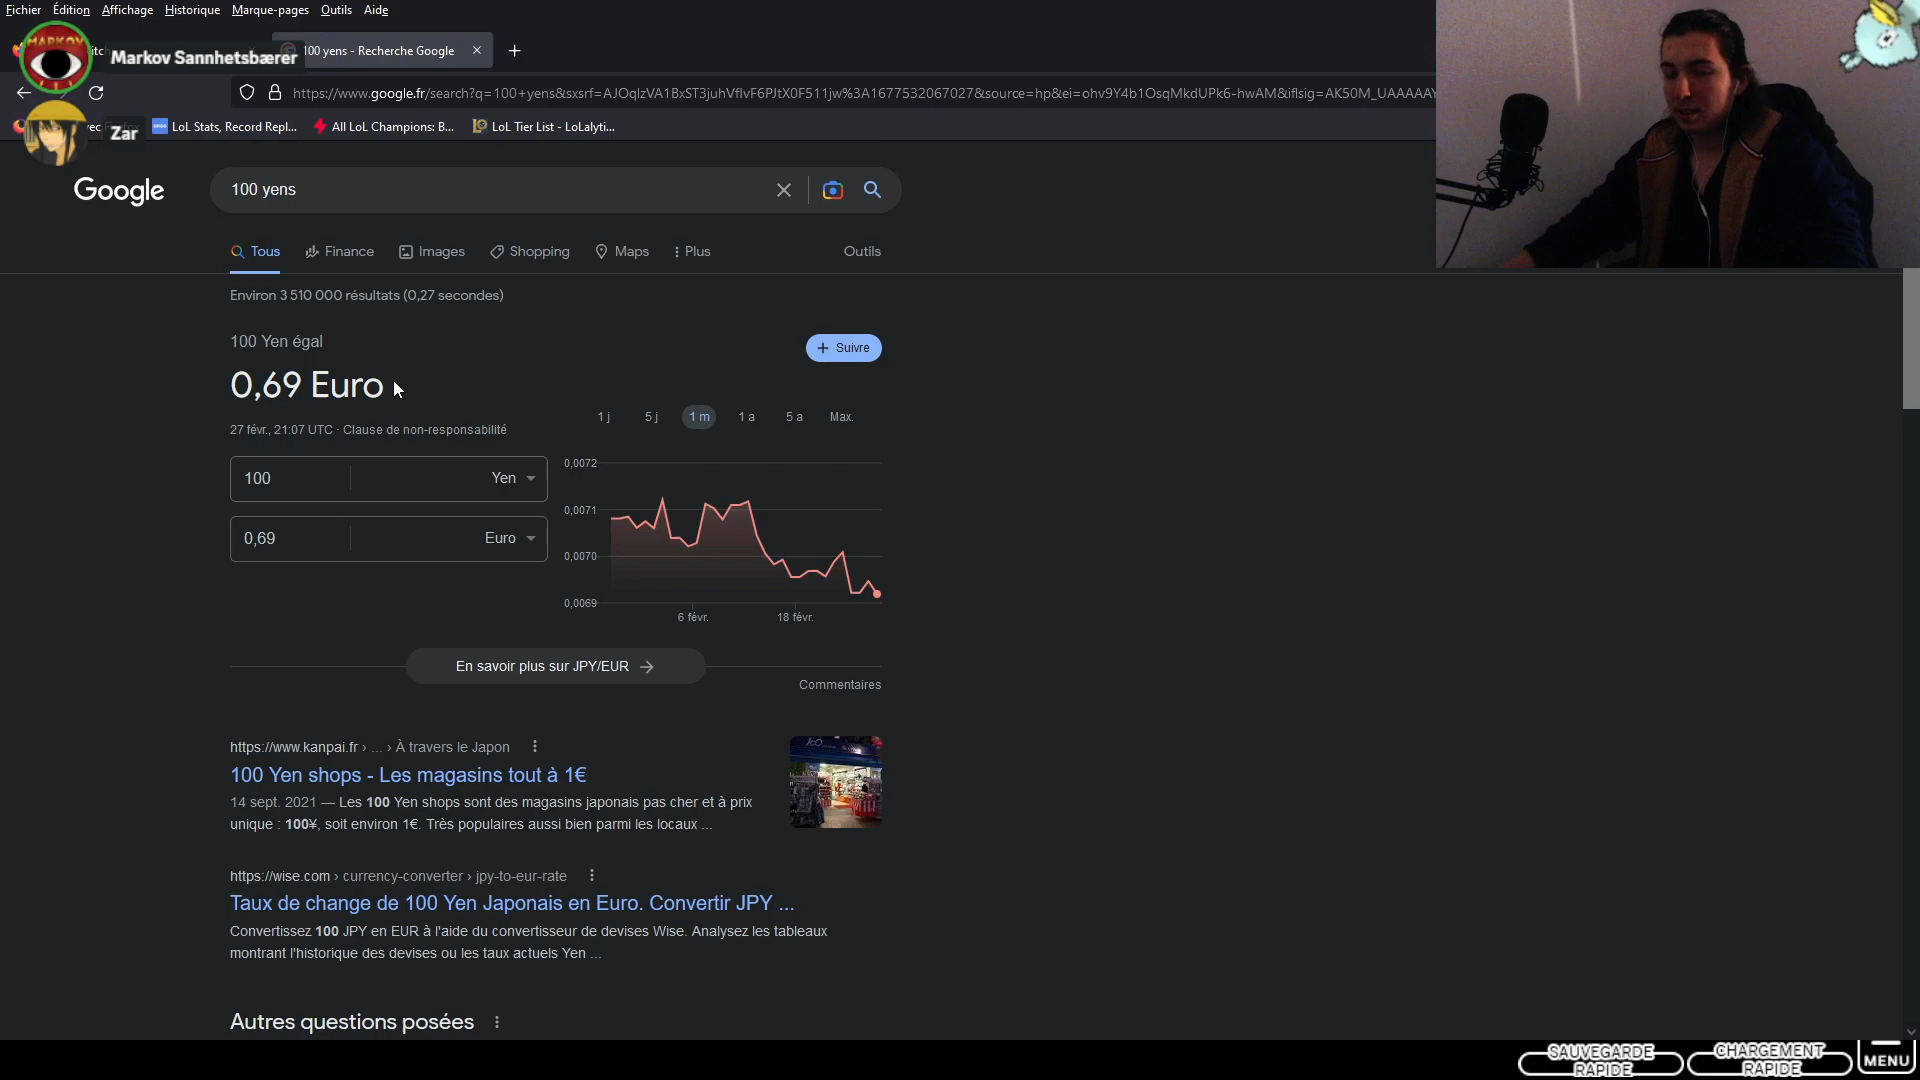 Fichier Édition Affichage Historique Marque-pages Outils Aide
MARKOV
Markov Sannhetsbærer
100 yens - Recherche Google
https://www.google.fr/search?q=100+yens&sxsrf=AJOqlzVA1BxST3juhVfIvF6PJtX0F511jw%3A1677532067027&source=hp&ei=ohv9Y4b1OsqMkdUPk6-hwAM&iflsig=AK50M_UAAAAAY
Zar
LoL Stats, Record Repl...
All LoL Champions: B...
LoL Tier List - LoLalyti...
Google
100 yens
Tous Finance Images Shopping Maps Plus Outils
Environ 3 510 000 résultats (0,27 secondes)
100 Yen égal
+ Suivre
0,69 Euro
27 févr., 21:07 UTC · Clause de non-responsabilité
1 j 5 j 1 m 1 a 5 a Max.
100 Yen
0,69 Euro
0,0072
0,0071
0,0070
0,0069
6 févr. 18 févr.
En savoir plus sur JPY/EUR
Commentaires
https://www.kanpai.fr › ... › À travers le Japon
100 Yen shops - Les magasins tout à 1€
14 sept. 2021 — Les 100 Yen shops sont des magasins japonais pas cher et à prix
unique : 100¥, soit environ 1€. Très populaires aussi bien parmi les locaux ...
https://wise.com › currency-converter › jpy-to-eur-rate
Taux de change de 100 Yen Japonais en Euro. Convertir JPY ...
Convertissez 100 JPY en EUR à l'aide du convertisseur de devises Wise. Analysez les tableaux
montrant l'historique des devises ou les taux actuels Yen ...
Autres questions posées
SAUVEGARDE
RAPIDE
CHARGEMENT
RAPIDE
MENU